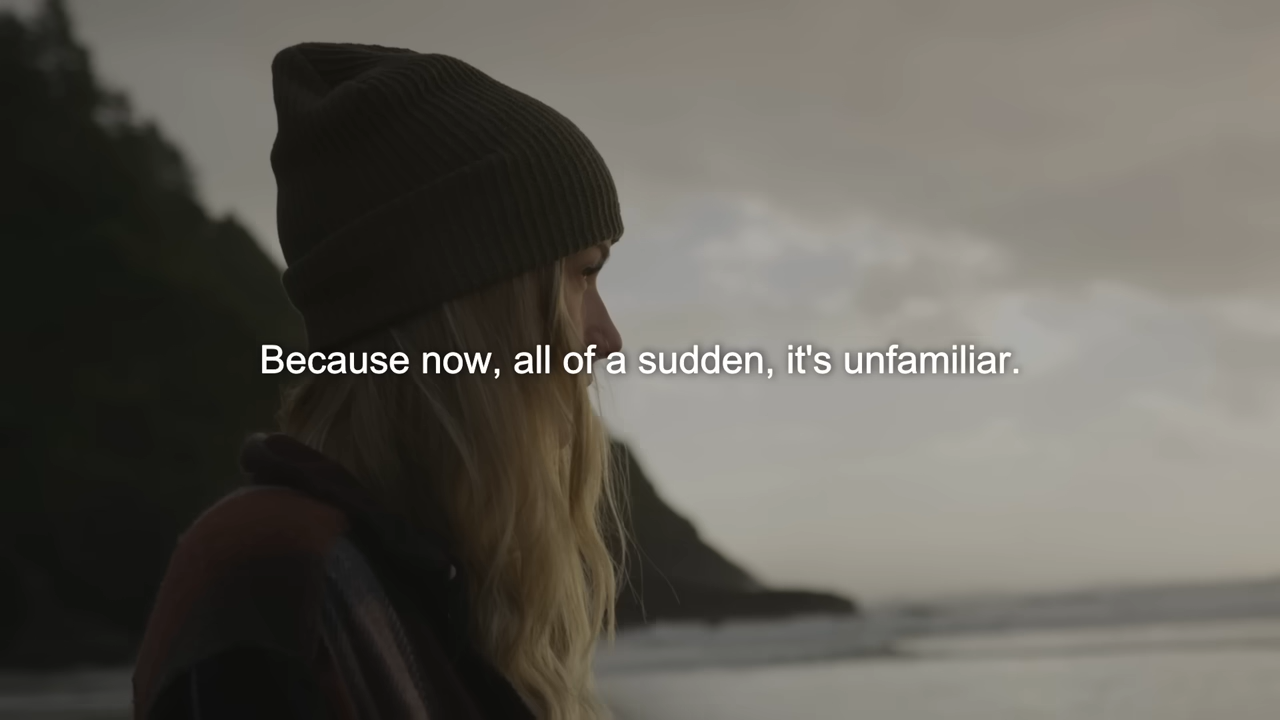 Because now, all of a sudden, it's unfamiliar.